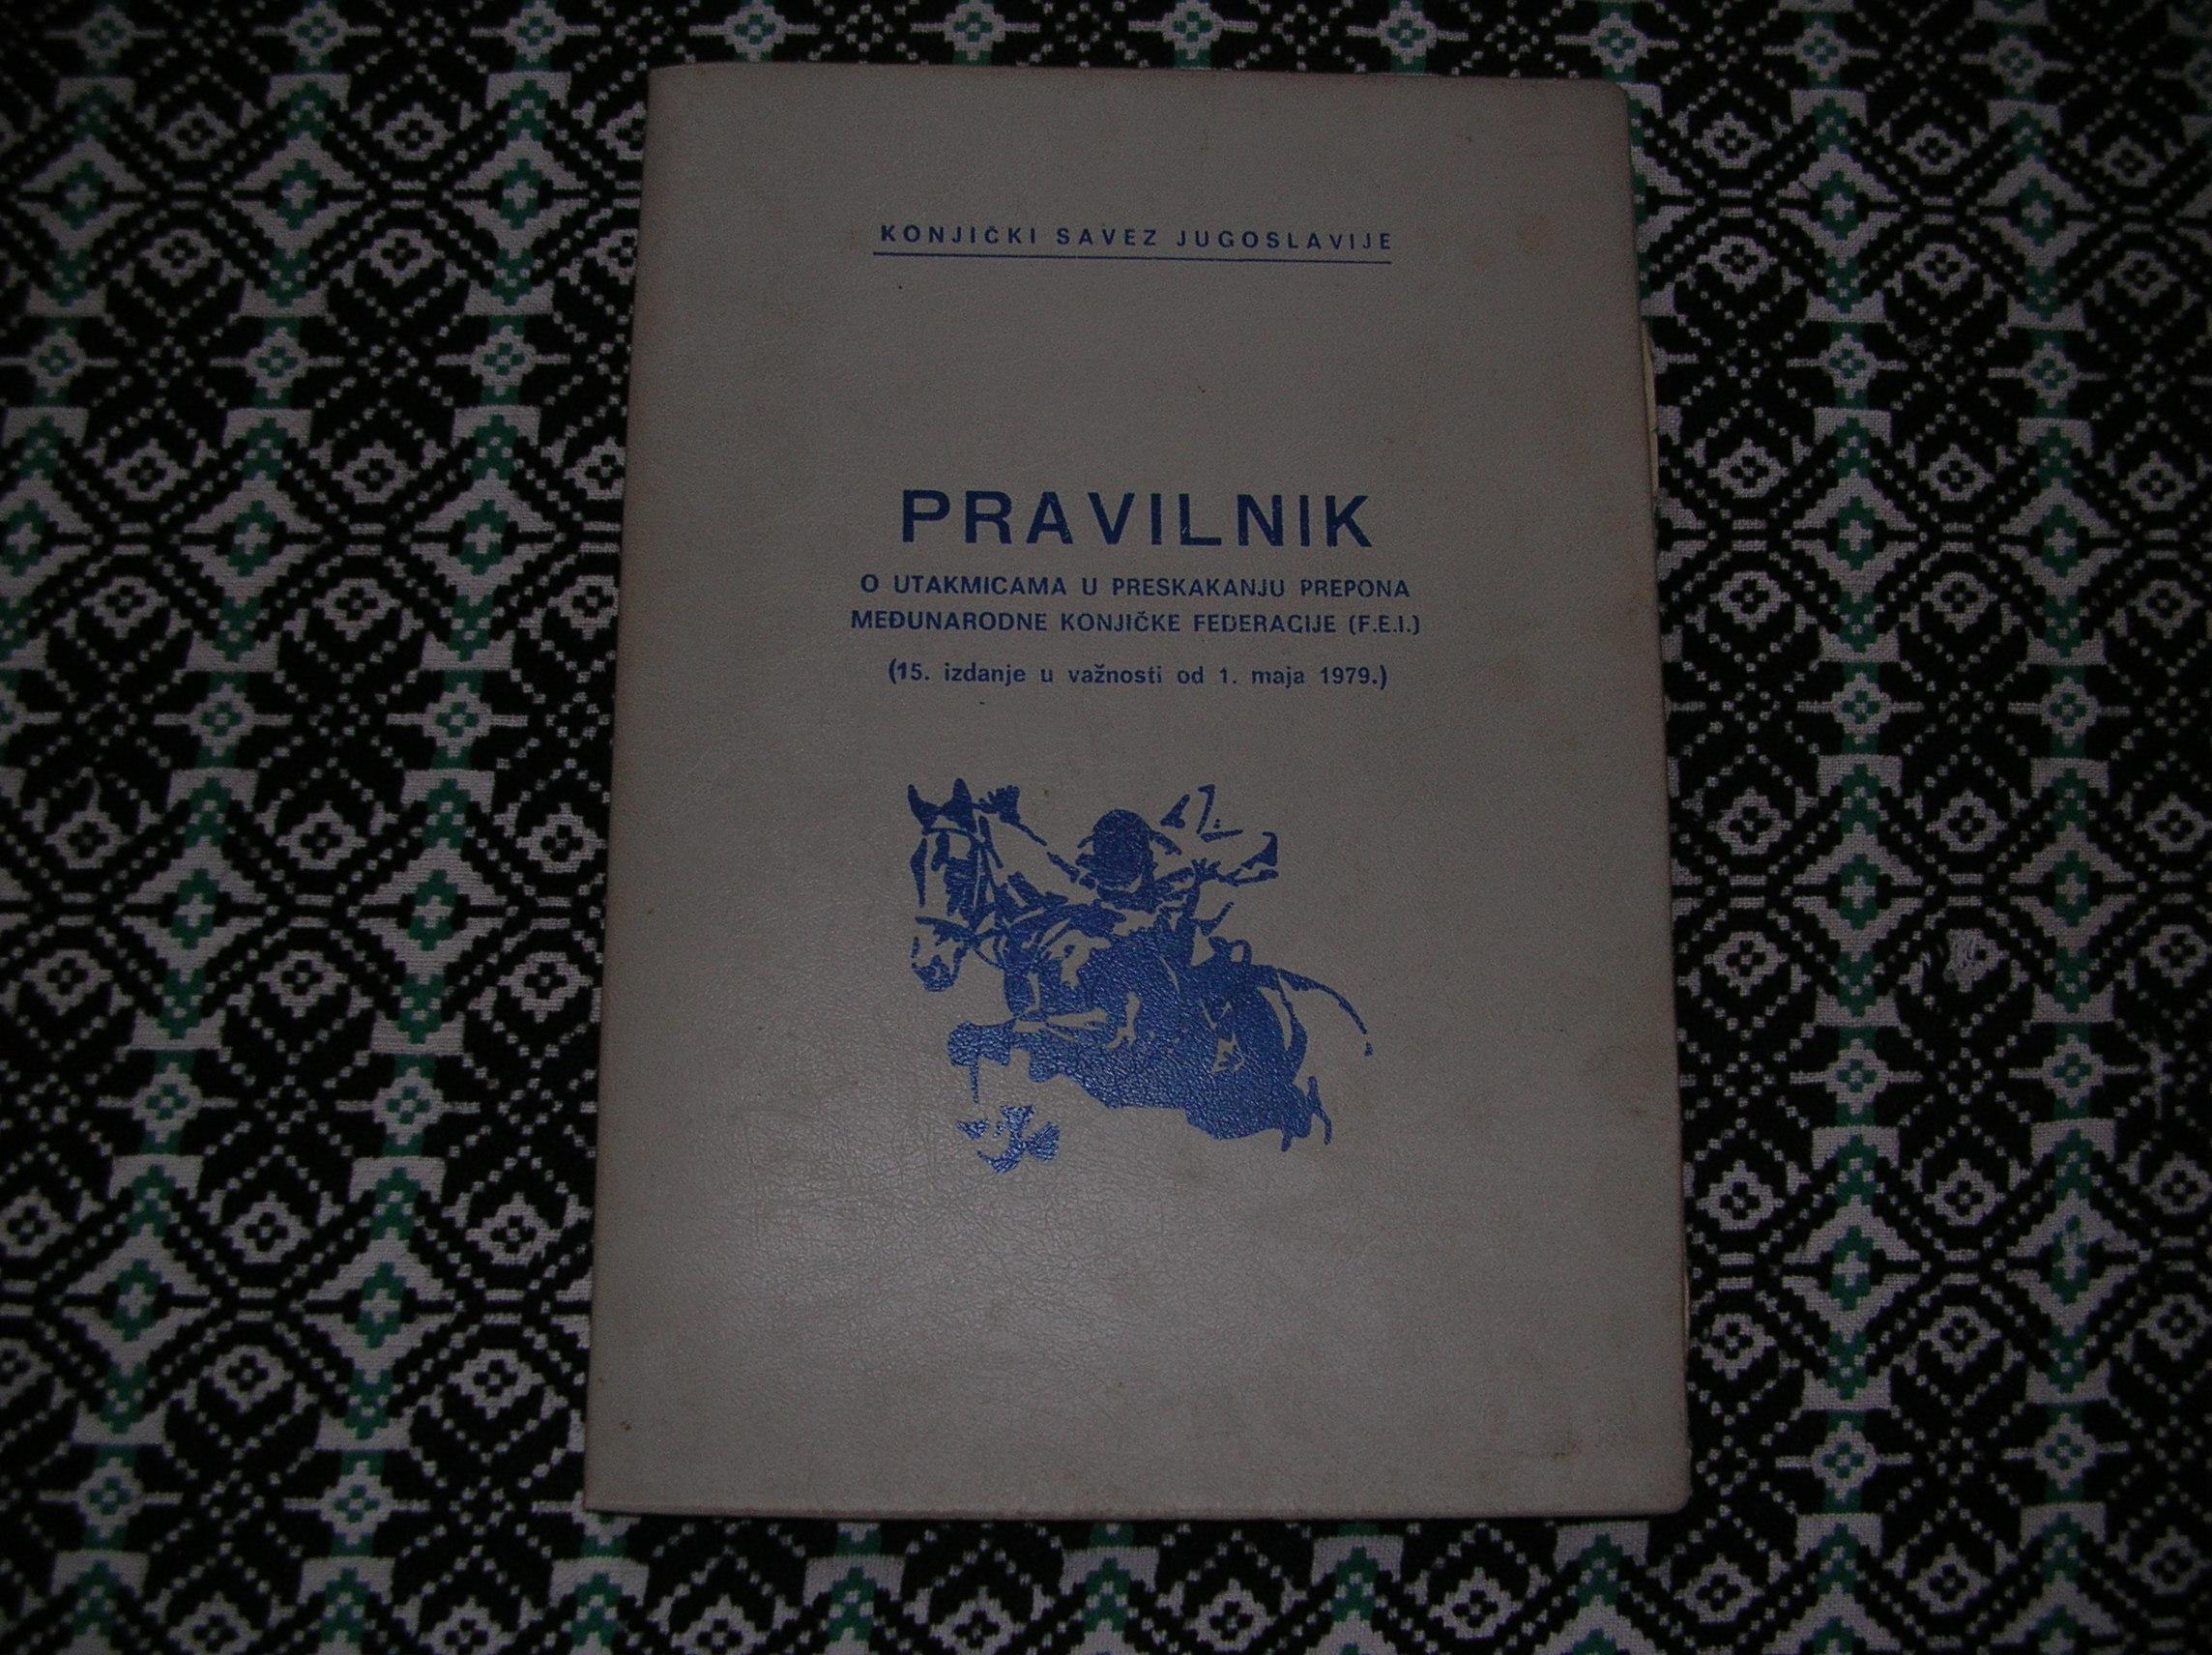 KONJIČKI SAVEZ JUGOSLAVIJE
PRAVILNIK
O UTAKMICAMA U PRESKAKANJU PREPONA
MEĐUNARODNE KONJIČKE FEDERACIJE (F.E.I.)
(15. izdanje u važnosti od 1. maja 1979.)